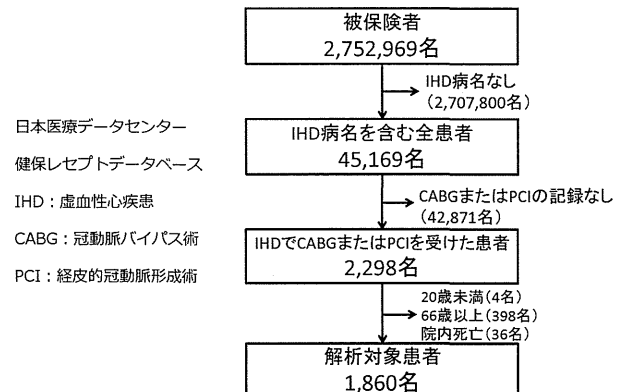 被保険者
2,752,969名
IHD病名なし
（2,707,800名）
日本医療データセンター
健保レセプトデータベース
IHD：虚血性心疾患
CABG：冠動脈バイパス術
PCI：経皮的冠動脈形成術
IHD病名を含む全患者
45,169名
CABGまたはPCIの記録なし
（42,871名）
IHDでCABGまたはPCIを受けた患者
2,298名
20歳未満（4名）
66歳以上（398名）
院内死亡（36名）
解析対象患者
1,860名